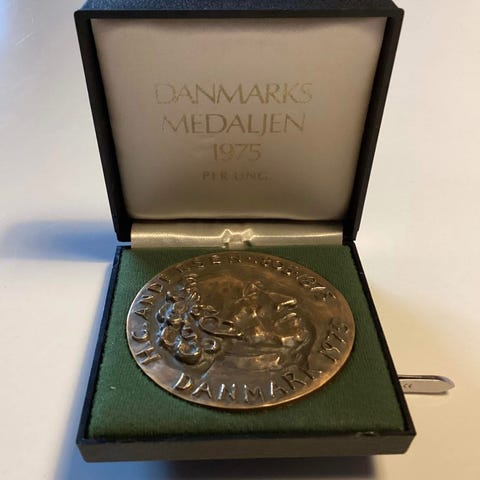 DANMARKS
MEDALJEN
1975
PER UNG.
H.C. ANDERSEN
DANMARK 1975